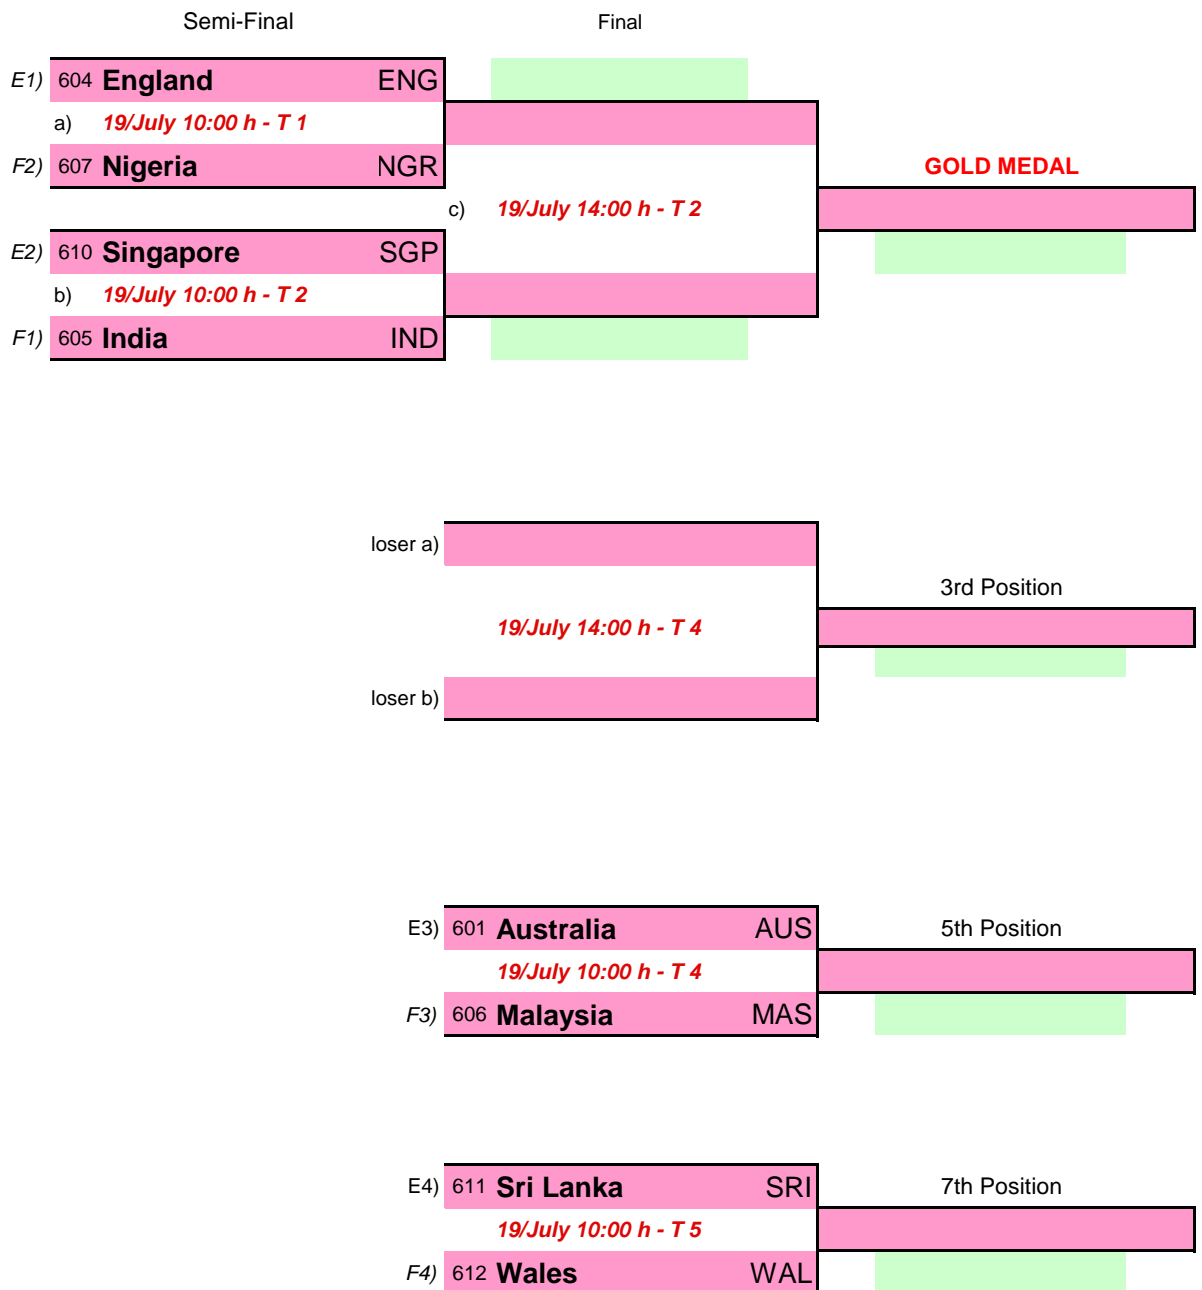 Semi-Final Final
E1) 604 England ENG
a) 19/July 10:00 h - T 1
F2) 607 Nigeria NGR
GOLD MEDAL
c) 19/July 14:00 h - T 2
E2) 610 Singapore SGP
b) 19/July 10:00 h - T 2
F1) 605 India IND
loser a)
3rd Position
19/July 14:00 h - T 4
loser b)
E3) 601 Australia AUS 5th Position
19/July 10:00 h - T 4
F3) 606 Malaysia MAS
E4) 611 Sri Lanka SRI 7th Position
19/July 10:00 h - T 5
F4) 612 Wales WAL